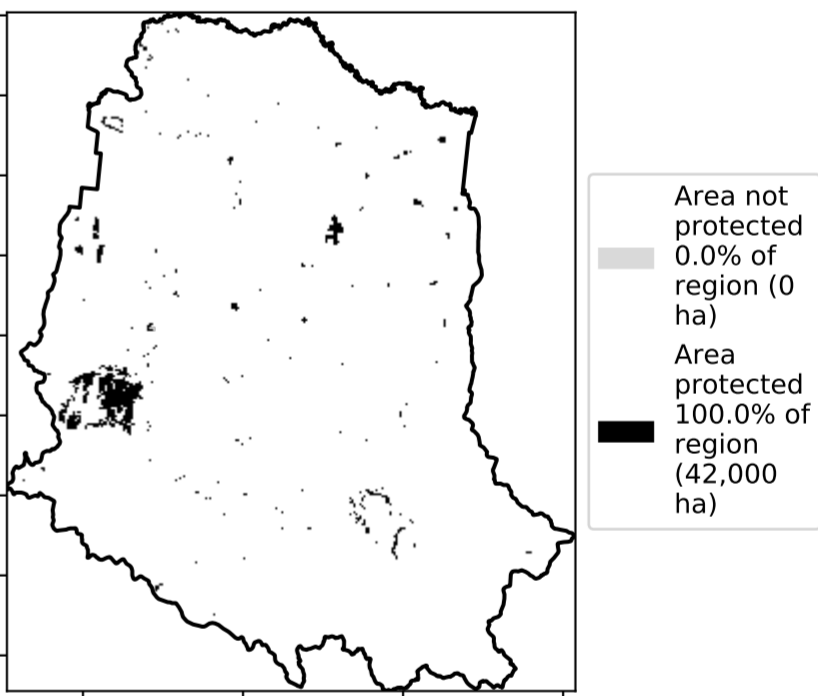 Area not
protected
0.0% of
region (0
ha)
Area
protected
100.0% of
region
(42,000
ha)